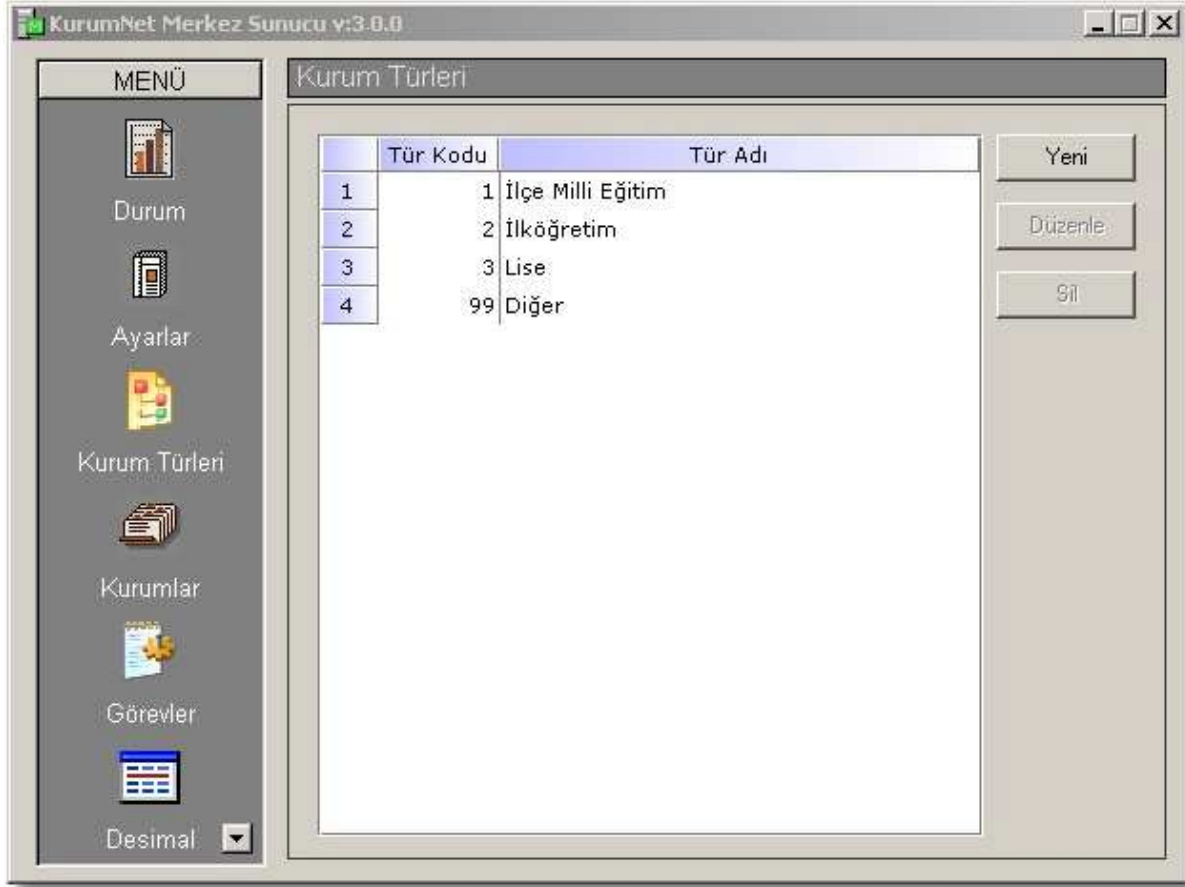 KurumNet Merkez Sunucu v:3.0.0
MENÜ
Durum
Ayarlar
Kurum Türleri
Kurumlar
Görevler
Desimal
Kurum Türleri
Tür Kodu Tür Adı
1 1 İlçe Milli Eğitim
2 2 İlköğretim
3 3 Lise
4 99 Diğer
Yeni
Düzenle
Sil